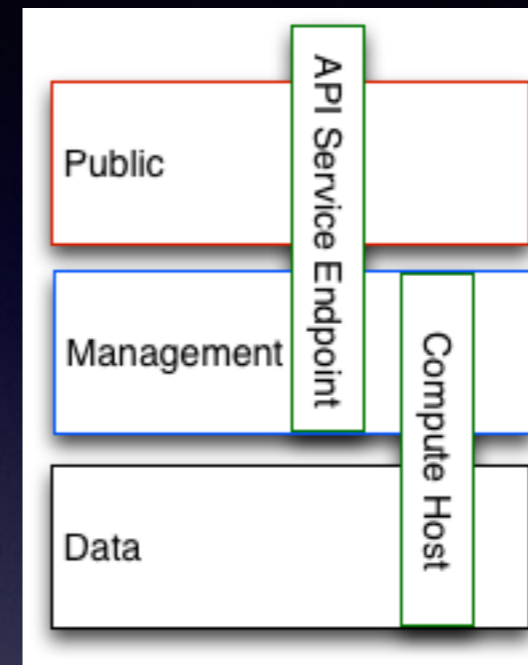 Public
API Service Endpoint
Management
Compute Host
Data